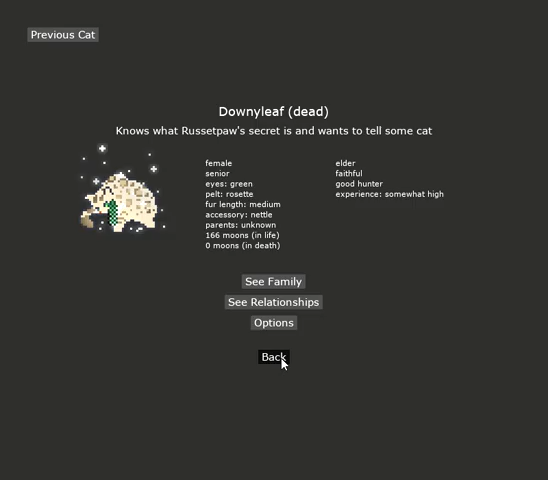 Previous Cat
Downyleaf (dead)
Knows what Russetpaw's secret is and wants to tell some cat
female
senior
eyes: green
pelt: rosette
fur length: medium
accessory: nettle
parents: unknown
166 moons (in life)
0 moons (in death)
elder
faithful
good hunter
experience: somewhat high
See Family
See Relationships
Options
Back